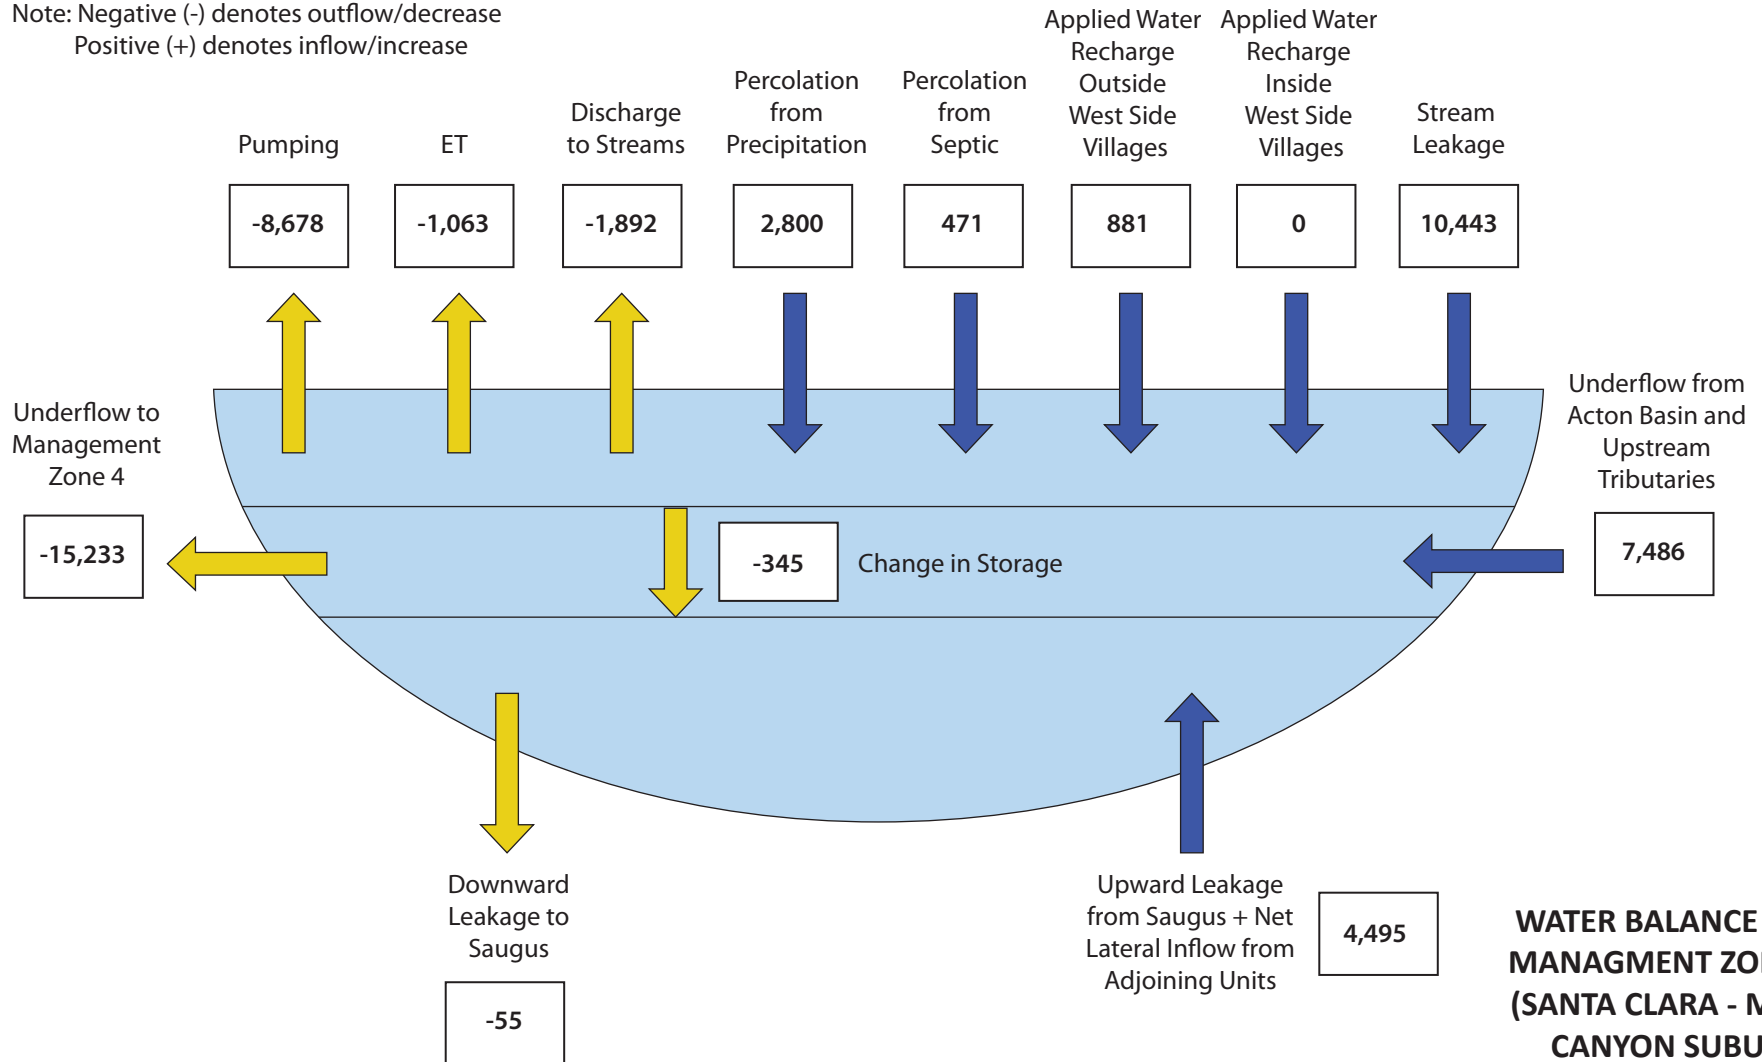 Note: Negative (-) denotes outflow/decrease
Positive (+) denotes inflow/increase
Pumping
-8,678
ET
-1,063
Discharge
to Streams
-1,892
Percolation
from
Precipitation
2,800
Percolation
from
Septic
471
Applied Water
Recharge
Outside
West Side
Villages
881
Applied Water
Recharge
Inside
West Side
Villages
0
Stream
Leakage
10,443
Underflow to
Management
Zone 4
-15,233
-345
Change in Storage
Underflow from
Acton Basin and
Upstream
Tributaries
7,486
Downward
Leakage to
Saugus
-55
Upward Leakage
from Saugus + Net
Lateral Inflow from
Adjoining Units
4,495
WATER BALANCE
MANAGMENT
(SANTA CLARA -
CANYON